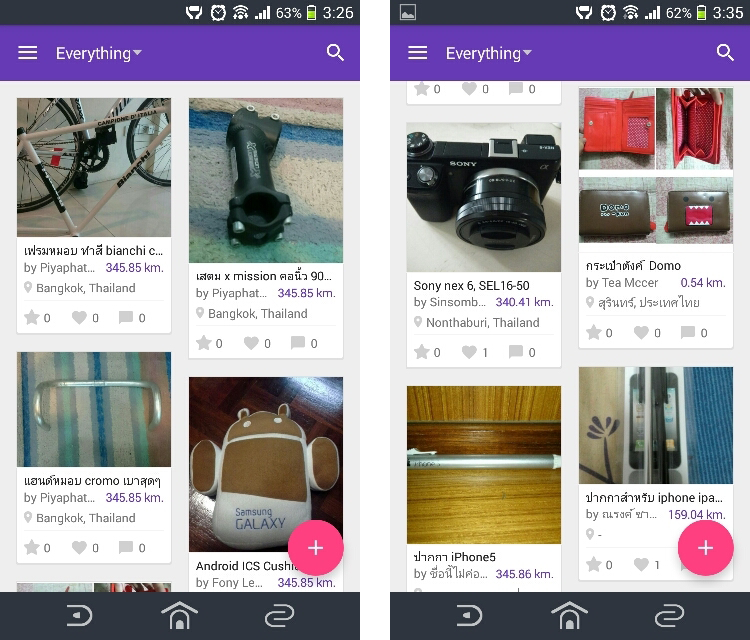 63% 3:26
Everything
CAMPIONE D'ITALIA
Bianchi
เฟรมหมอบ ทำสี bianchi c...
by Piyaphat... 345.85 km.
Bangkok, Thailand
0 0 0
เสตม x mission คอนิ้ว 90...
by Piyaphat... 345.85 km.
Bangkok, Thailand
0 0 0
แฮนด์หมอบ cromo เบาสุดๆ
by Piyaphat... 345.85 km.
Bangkok, Thailand
0 0 0
Samsung
GALAXY
Android ICS Cushi
by Fony Le... 345.85 km.
62% 3:35
Everything
0 0 0
SONY
Sony nex 6, SEL16-50
by Sinsomb... 340.41 km.
Nonthaburi, Thailand
0 1 0
DOMO
กระเป๋าตังค์ Domo
by Tea Mccer 0.54 km.
สุรินทร์, ประเทศไทย
0 0 0
ปากกา iPhone5
by ชื่อนี้ไม่ค่อ... 345.86 km.
ปากกาสำหรับ iphone ipa...
by ณรงค์ ซา... 159.04 km.
-
0 1